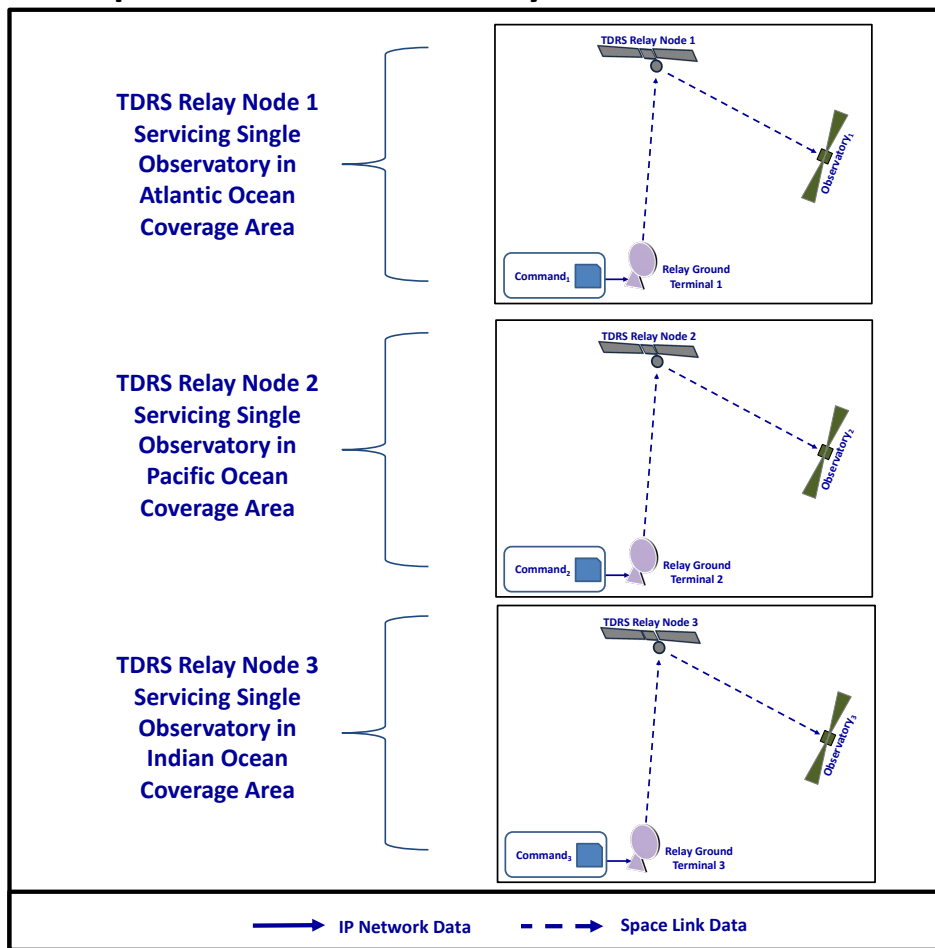 TDRS Relay Node 1
Servicing Single
Observatory in
Atlantic Ocean
Coverage Area
TDRS Relay Node 1
Observatory₁
Command₁
Relay Ground
Terminal 1
TDRS Relay Node 2
Servicing Single
Observatory in
Pacific Ocean
Coverage Area
TDRS Relay Node 2
Observatory₂
Command₂
Relay Ground
Terminal 2
TDRS Relay Node 3
Servicing Single
Observatory in
Indian Ocean
Coverage Area
TDRS Relay Node 3
Observatory₃
Command₃
Relay Ground
Terminal 3
IP Network Data
Space Link Data